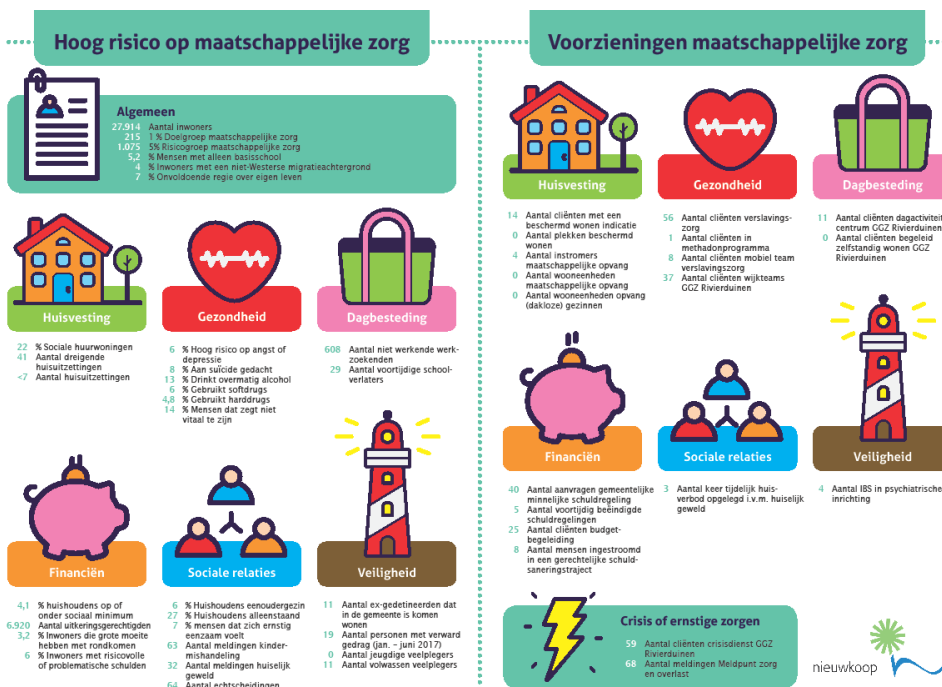 Hoog risico op maatschappelijke zorg
Algemeen
27.914 Aantal inwoners
215 1 % Doelgroep maatschappelijke zorg
1.075 5% Risicogroep maatschappelijke zorg
5,2 % Mensen met alleen basisschool
4 % Inwoners met een niet-Westerse migratieachtergrond
7 % Onvoldoende regie over eigen leven
Huisvesting
22 % Sociale huurwoningen
41 Aantal dreigende
huisuitzettingen
<7 Aantal huisuitzettingen
Gezondheid
6 % Hoog risico op angst of
depressie
8 % Aan suïcide gedacht
13 % Drinkt overmatig alcohol
6 % Gebruikt softdrugs
4,8 % Gebruikt harddrugs
14 % Mensen dat zegt niet
vitaal te zijn
Dagbesteding
608 Aantal niet werkende werk-
zoekenden
29 Aantal voortijdige school-
verlaters
Financiën
4,1 % huishoudens op of
onder sociaal minimum
6.920 Aantal uitkeringsgerechtigden
3,2 % Inwoners die grote moeite
hebben met rondkomen
6 % Inwoners met risicovolle
of problematische schulden
Sociale relaties
6 % Huishoudens eenoudergezin
27 % Huishoudens alleenstaand
7 % mensen dat zich ernstig
eenzaam voelt
63 Aantal meldingen kinder-
mishandeling
32 Aantal meldingen huiselijk
geweld
64 Aantal echtscheidingen
Veiligheid
11 Aantal ex-gedetineerden dat
in de gemeente is komen
wonen
19 Aantal personen met verward
gedrag (jan. - juni 2017)
0 Aantal jeugdige veelplegers
11 Aantal volwassen veelplegers
Voorzieningen maatschappelijke zorg
Huisvesting
14 Aantal cliënten met een
beschermd wonen indicatie
0 Aantal plekken beschermd
wonen
4 Aantal instromers
maatschappelijke opvang
0 Aantal wooneenheden
maatschappelijke opvang
0 Aantal wooneenheden opvang
(dakloze) gezinnen
Gezondheid
56 Aantal cliënten verslavings-
zorg
1 Aantal cliënten in
methadonprogramma
8 Aantal cliënten mobiel team
verslavingszorg
37 Aantal cliënten wijkteams
GGZ Rivierduinen
Dagbesteding
11 Aantal cliënten dagactiviteit
centrum GGZ Rivierduinen
0 Aantal cliënten begeleid
zelfstandig wonen GGZ
Rivierduinen
Financiën
40 Aantal aanvragen gemeentelijke
minnelijke schuldregeling
5 Aantal voortijdig beëindigde
schuldregelingen
25 Aantal cliënten budget-
begeleiding
8 Aantal mensen ingestroomd
in een gerechtelijke schuld-
saneringstraject
Sociale relaties
3 Aantal keer tijdelijk huis-
verbod opgelegd i.v.m. huiselijk
geweld
Veiligheid
4 Aantal IBS in psychiatrische
inrichting
Crisis of ernstige zorgen
59 Aantal cliënten crisisdienst GGZ
Rivierduinen
68 Aantal meldingen Meldpunt zorg
en overlast
nieuwkoop